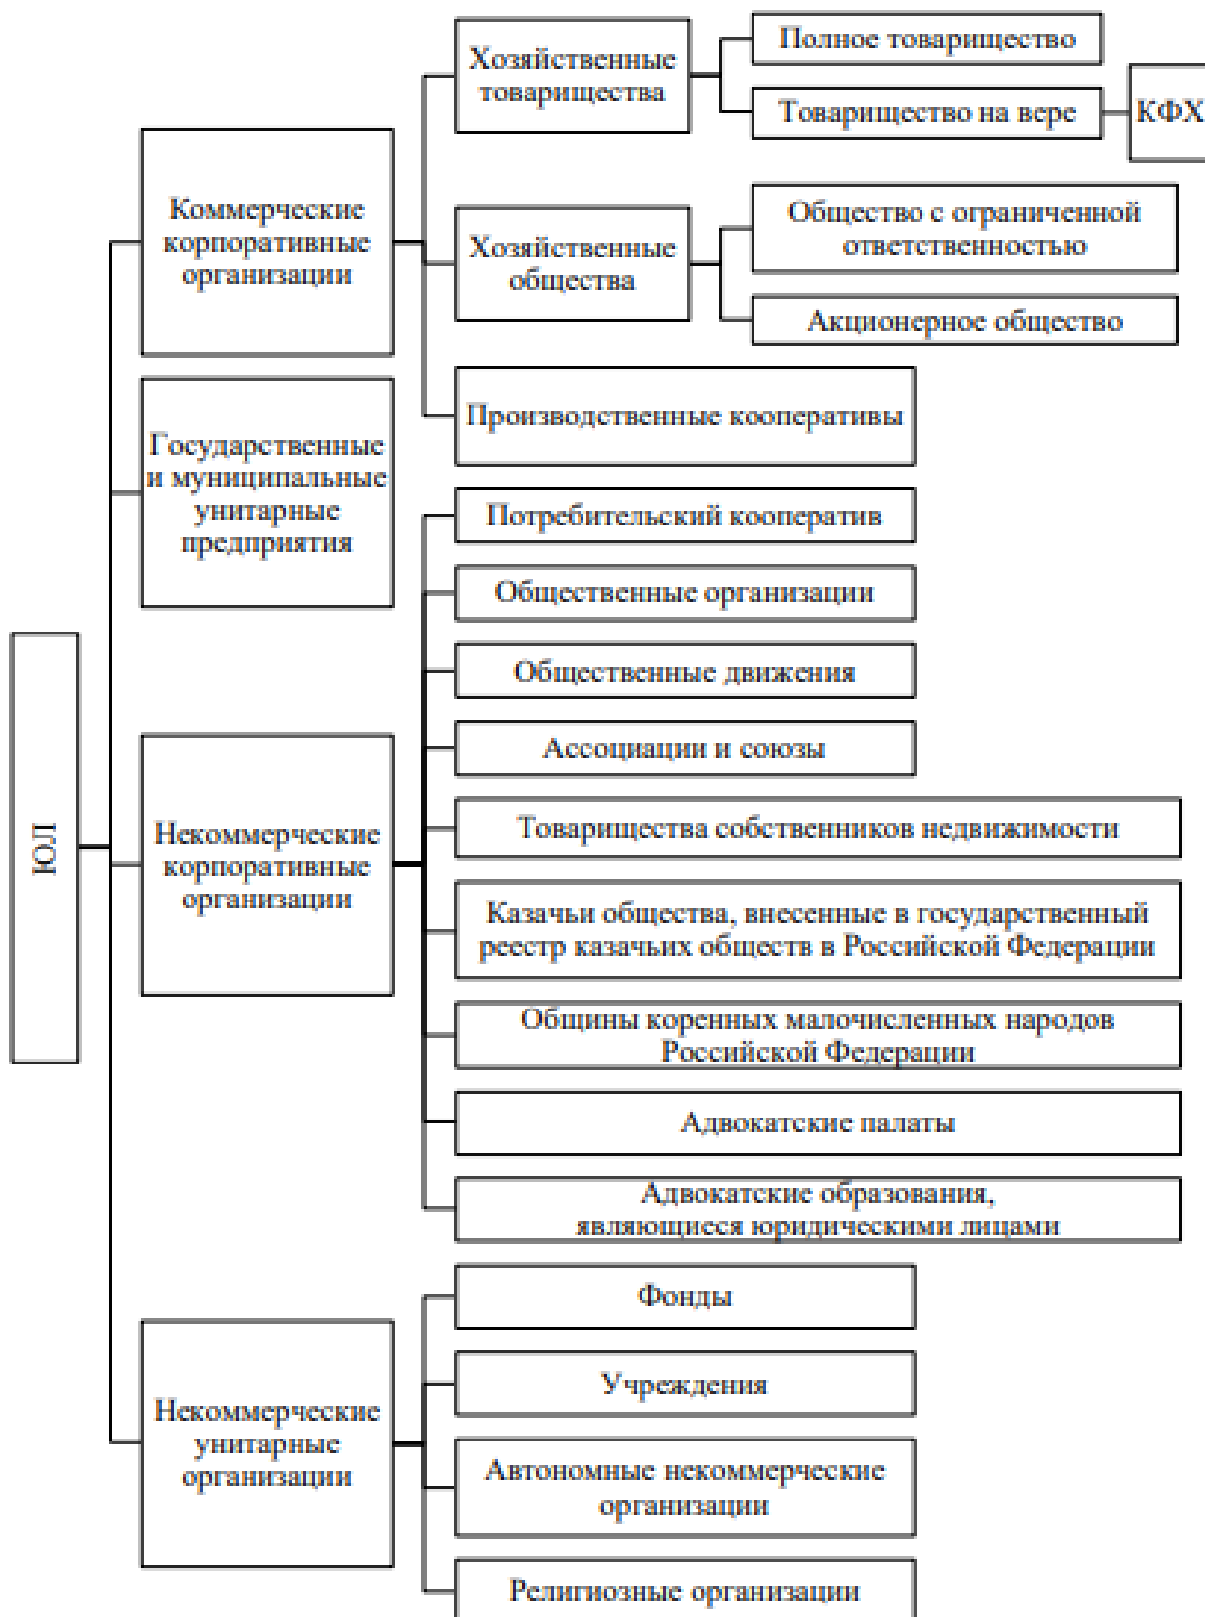 ЮЛ
Коммерческие
корпоративные
организации
Хозяйственные
товарищества
Полное товарищество
Товарищество на вере
КФХ
Хозяйственные
общества
Общество с ограниченной
ответственностью
Акционерное общество
Производственные кооперативы
Государственные
и муниципальные
унитарные
предприятия
Некоммерческие
корпоративные
организации
Потребительский кооператив
Общественные организации
Общественные движения
Ассоциации и союзы
Товарищества собственников недвижимости
Казачьи общества, внесенные в государственный
реестр казачьих обществ в Российской Федерации
Общины коренных малочисленных народов
Российской Федерации
Адвокатские палаты
Адвокатские образования,
являющиеся юридическими лицами
Некоммерческие
унитарные
организации
Фонды
Учреждения
Автономные некоммерческие
организации
Религиозные организации